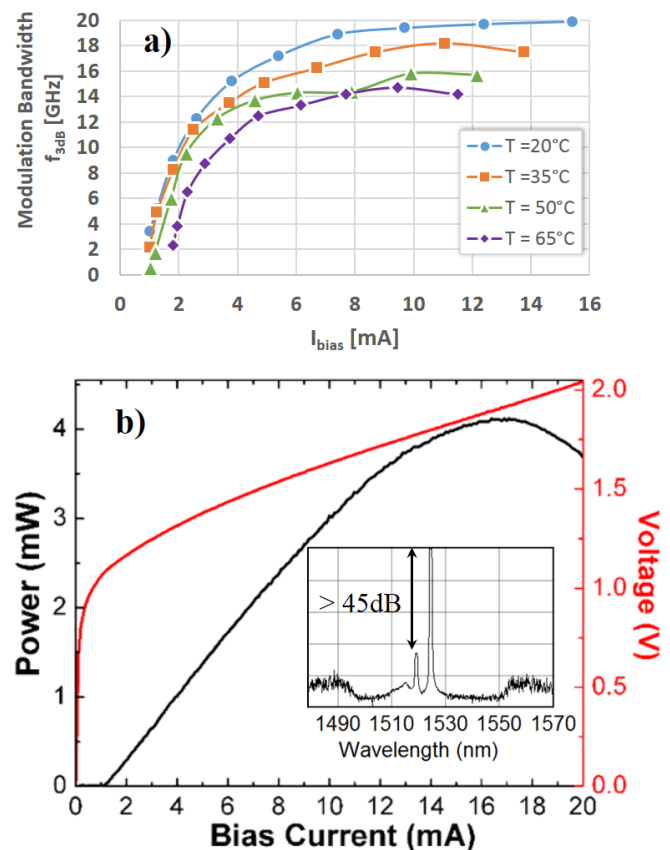 a)
Modulation Bandwidth
f3dB [GHz]
20
18
16
14
12
10
8
6
4
2
0
T =20°C
T =35°C
T = 50°C
T = 65°C
0 2 4 6 8 10 12 14 16
Ibias [mA]
b)
Power (mW)
4
3
2
1
0
Voltage (V)
2.0
1.5
1.0
0.5
0.0
> 45dB
1490 1510 1530 1550 1570
Wavelength (nm)
0 2 4 6 8 10 12 14 16 18 20
Bias Current (mA)